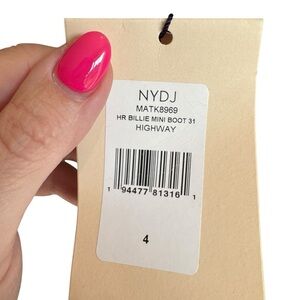 NYDJ
MATK8969
HR BILLIE MINI BOOT 31
HIGHWAY
1 94477 81316 1
4